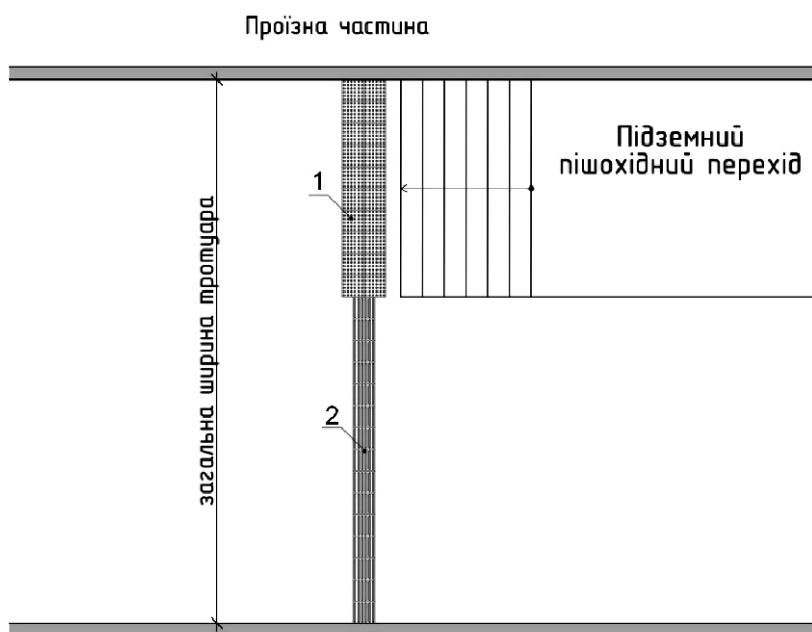 Проїзна частина
Підземний
пішохідний перехід
1
загальна ширина тротуара
2